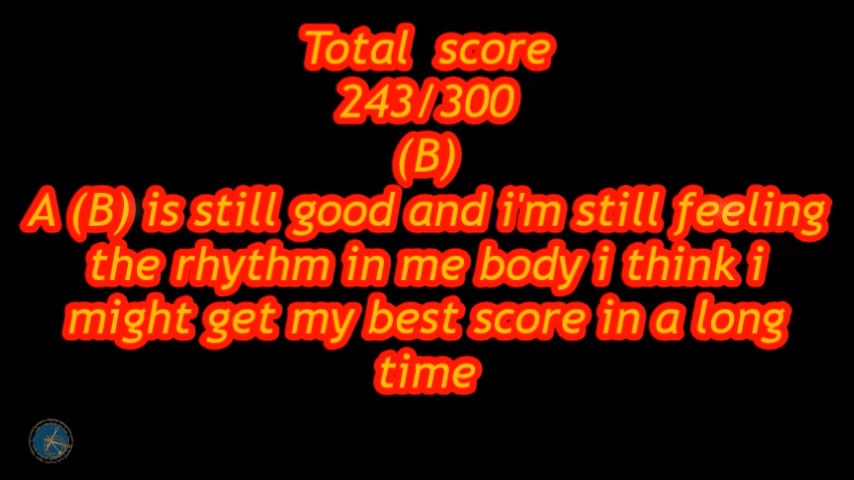 Total score
243/300
(B)
A (B) is still good and i'm still feeling
the rhythm in me body i think i
might get my best score in a long
time